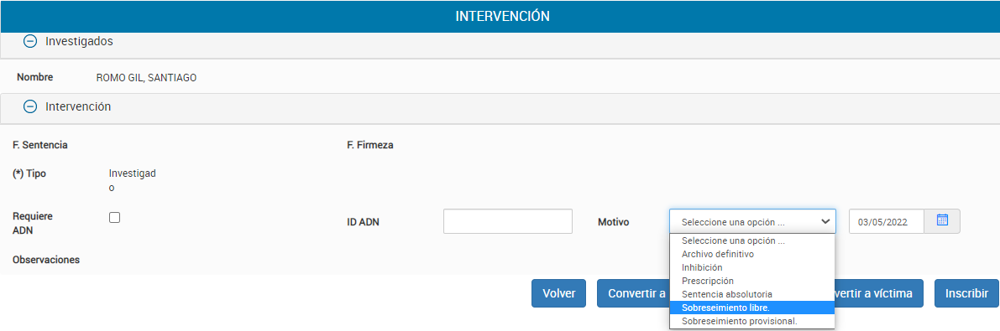 INTERVENCIÓN
Investigados
Nombre ROMO GIL, SANTIAGO
Intervención
F. Sentencia F. Firmeza
(*) Tipo Investigad
o
Requiere
ADN ID ADN Motivo Seleccione una opción ... 03/05/2022
Seleccione una opción ...
Archivo definitivo
Inhibición
Prescripción
Sentencia absolutoria
Sobreseimiento libre.
Sobreseimiento provisional.
Observaciones
Volver Convertir a vertir a víctima Inscribir